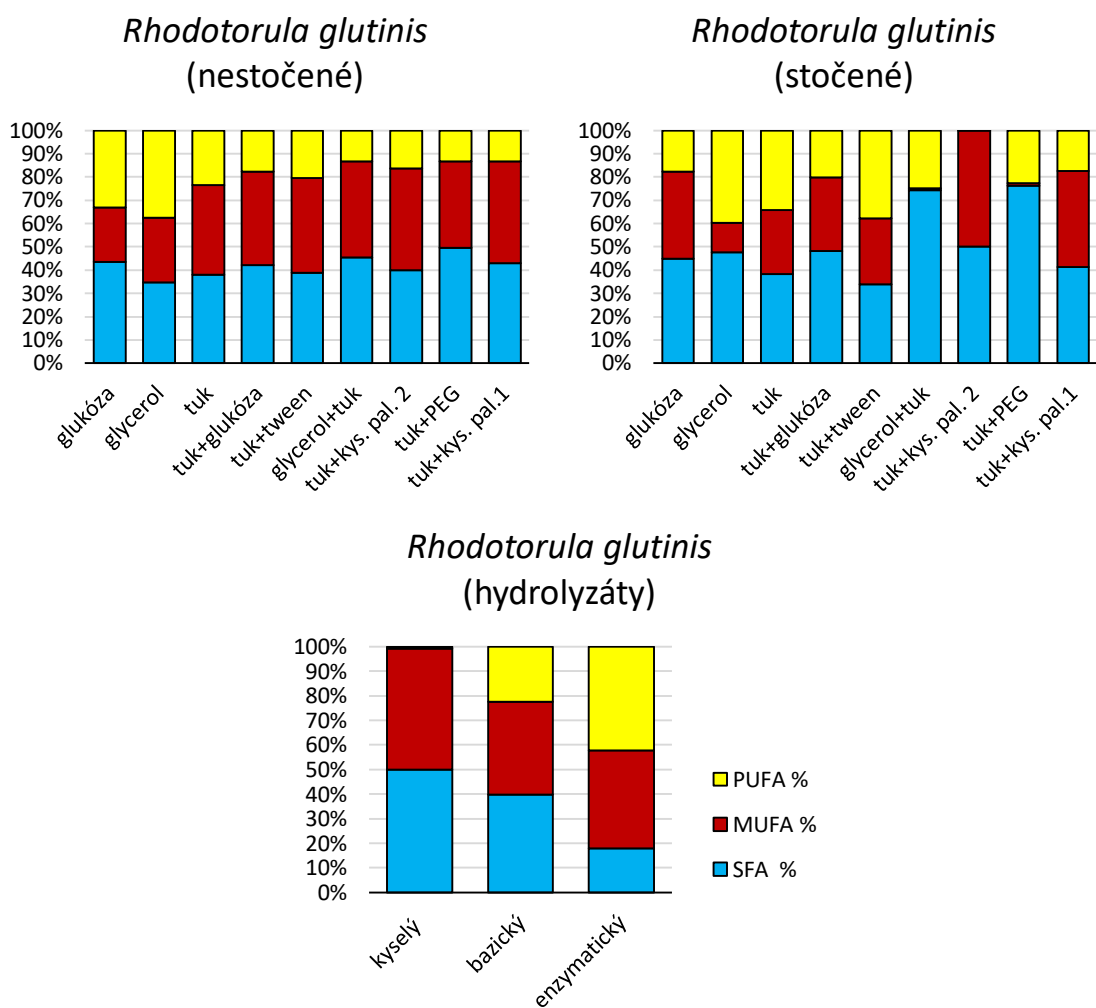 Rhodotorula glutinis
(nestočené)
100%
90%
80%
70%
60%
50%
40%
30%
20%
10%
0%
glukóza
glycerol
tuk
tuk+glukóza
tuk+tween
glycerol+tuk
tuk+kys. pal. 2
tuk+PEG
tuk+kys. pal.1
Rhodotorula glutinis
(stočené)
100%
90%
80%
70%
60%
50%
40%
30%
20%
10%
0%
glukóza
glycerol
tuk
tuk+glukóza
tuk+tween
glycerol+tuk
tuk+kys. pal. 2
tuk+PEG
tuk+kys. pal.1
Rhodotorula glutinis
(hydrolyzáty)
100%
90%
80%
70%
60%
50%
40%
30%
20%
10%
0%
kyselý
bazický
enzymatický
PUFA %
MUFA %
SFA %